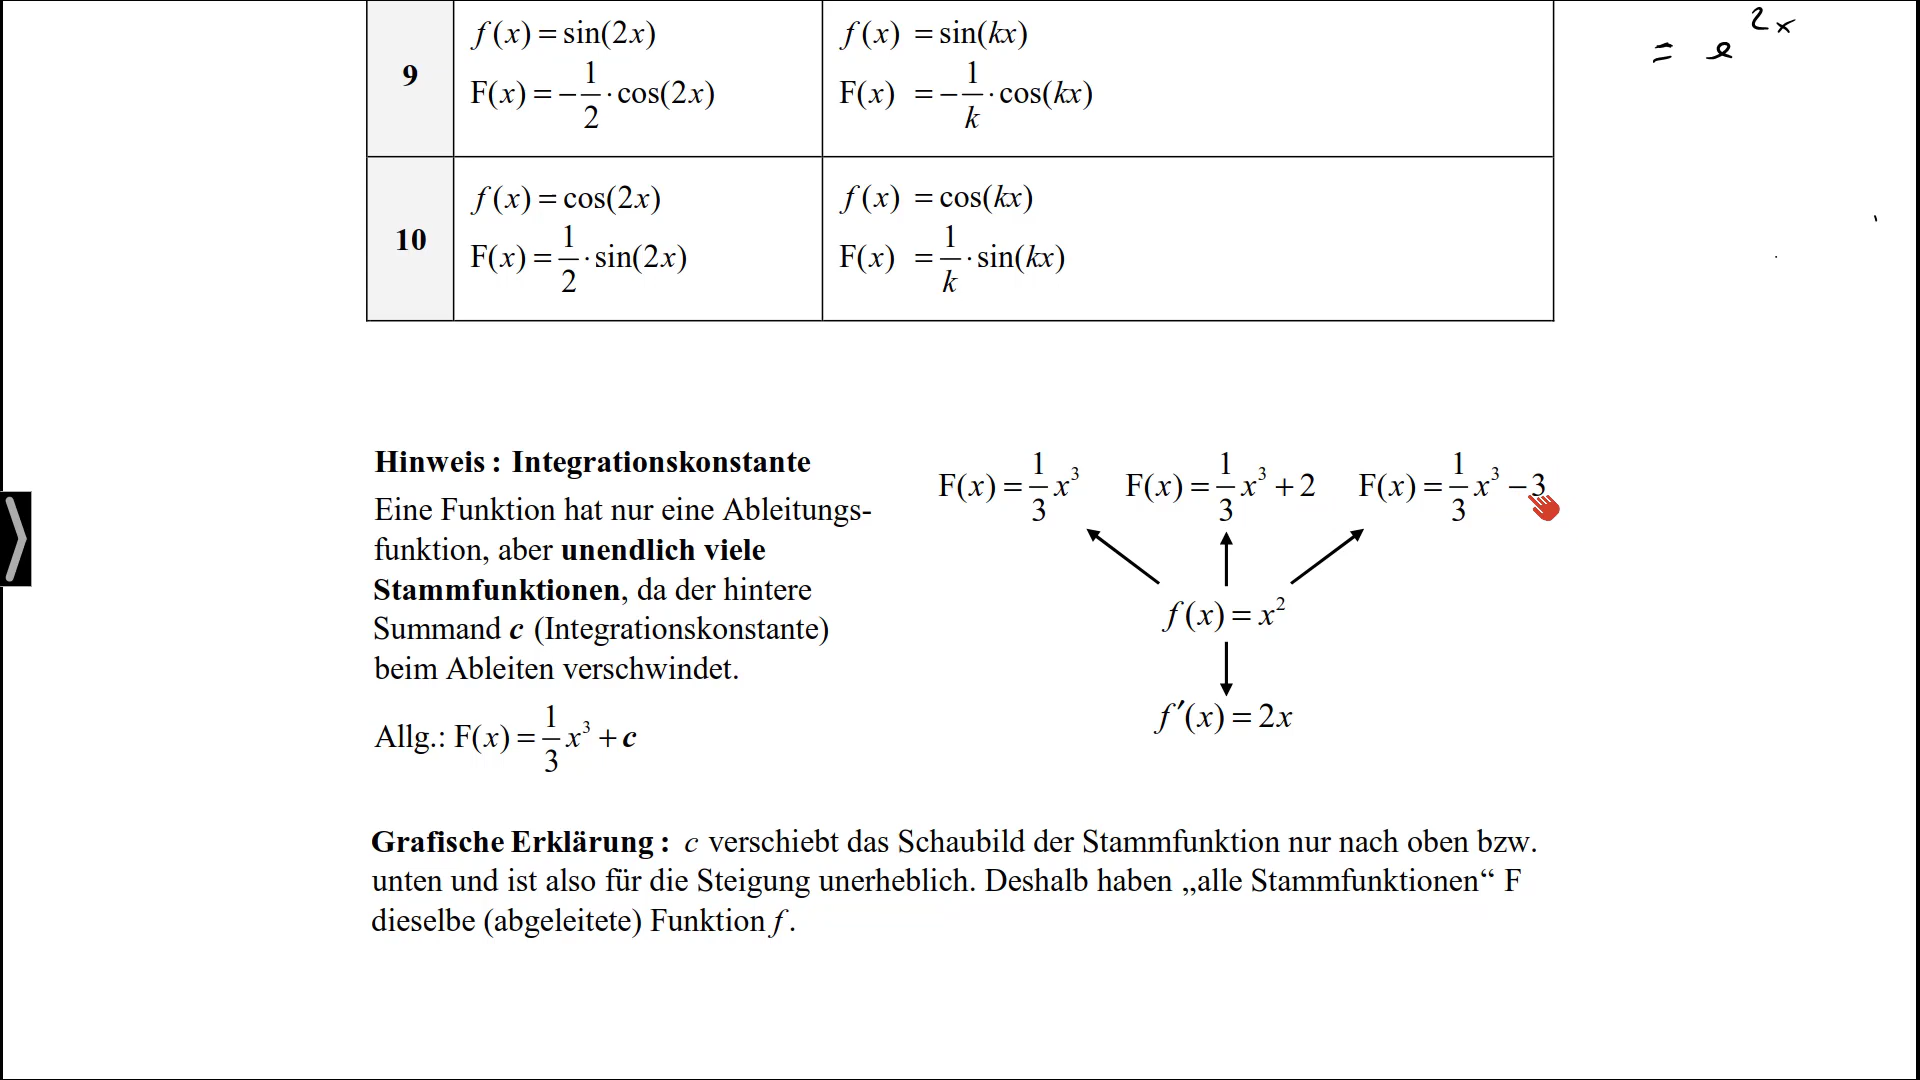 f(x) = sin(2x)
F(x) = −1/2 · cos(2x)
9
f(x) = sin(kx)
F(x) = −1/k · cos(kx)
= e^2x
f(x) = cos(2x)
F(x) = 1/2 · sin(2x)
10
f(x) = cos(kx)
F(x) = 1/k · sin(kx)
Hinweis : Integrationskonstante
Eine Funktion hat nur eine Ableitungs-
funktion, aber unendlich viele
Stammfunktionen, da der hintere
Summand c (Integrationskonstante)
beim Ableiten verschwindet.
Allg.: F(x) = 1/3 x³ + c
F(x) = 1/3 x³ F(x) = 1/3 x³ + 2 F(x) = 1/3 x³ − 3
f(x) = x²
f′(x) = 2x
Grafische Erklärung : c verschiebt das Schaubild der Stammfunktion nur nach oben bzw.
unten und ist also für die Steigung unerheblich. Deshalb haben „alle Stammfunktionen“ F
dieselbe (abgeleitete) Funktion f.